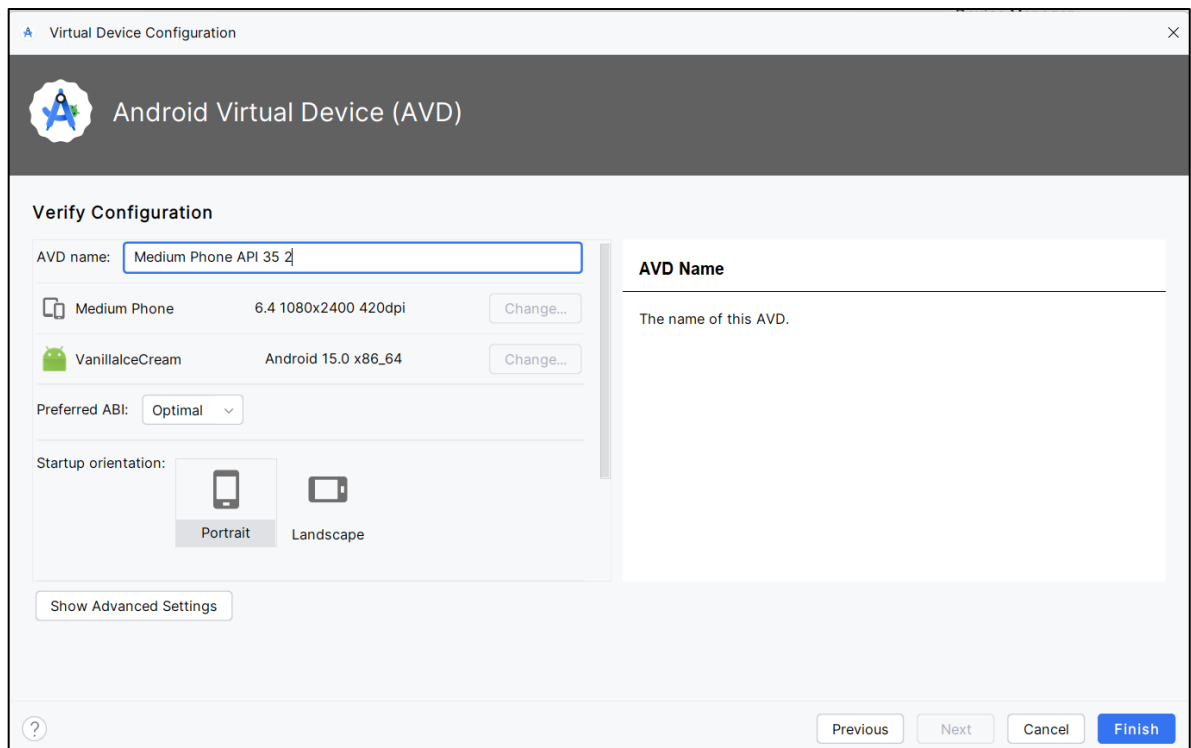 Virtual Device Configuration
Android Virtual Device (AVD)
Verify Configuration
AVD name: Medium Phone API 35 2
Medium Phone 6.4 1080x2400 420dpi Change...
VanillaIceCream Android 15.0 x86_64 Change...
Preferred ABI: Optimal
Startup orientation:
Portrait
Landscape
Show Advanced Settings
AVD Name
The name of this AVD.
?
Previous Next Cancel Finish